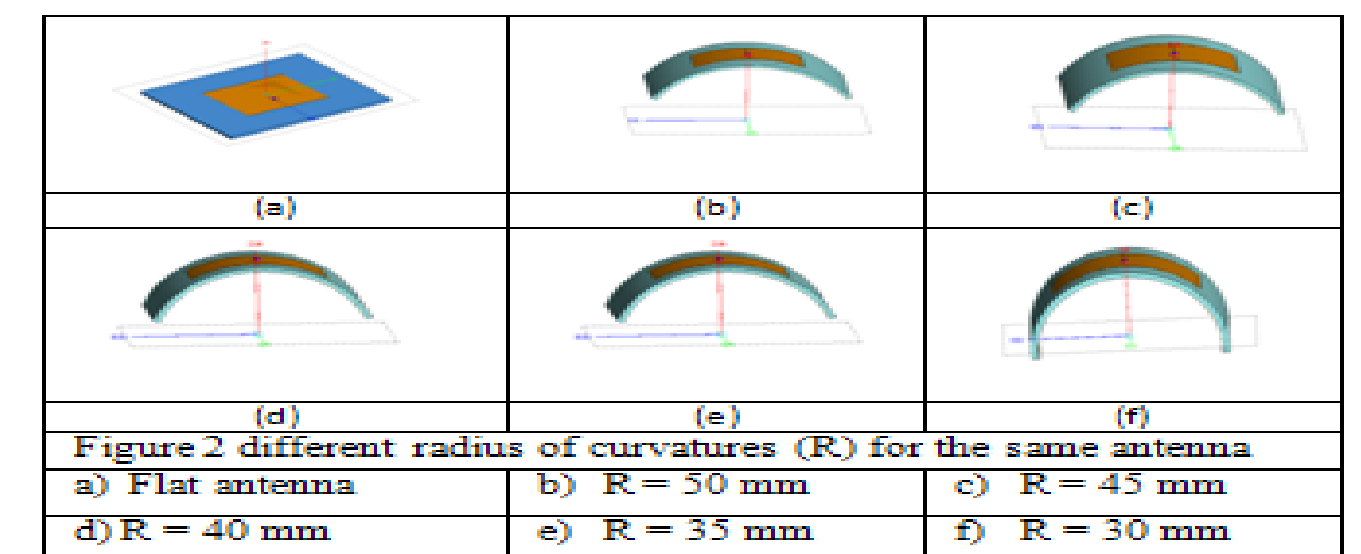 (a) (b) (c)
(d) (e) (f)
Figure 2 different radius of curvatures (R) for the same antenna
a) Flat antenna b) R = 50 mm c) R = 45 mm
d) R = 40 mm e) R = 35 mm f) R = 30 mm